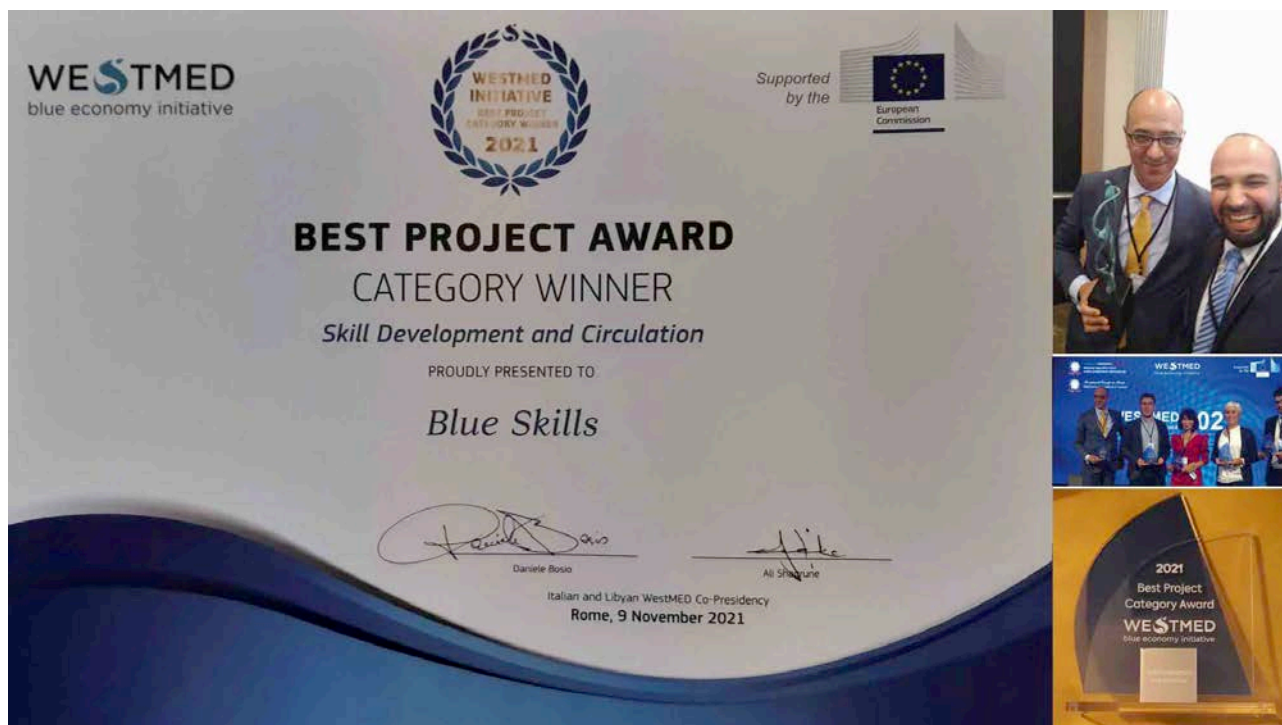 WESTMED
blue economy initiative
WESTMED
INITIATIVE
BEST PROJECT
CATEGORY WINNER
2021
Supported
by the
European
Commission
BEST PROJECT AWARD
CATEGORY WINNER
Skill Development and Circulation
PROUDLY PRESENTED TO
Blue Skills
Daniele Bosio
Ali Shagrune
Italian and Libyan WestMED Co-Presidency
Rome, 9 November 2021
WESTMED
2021
Best Project
Category Award
WESTMED
blue economy initiative